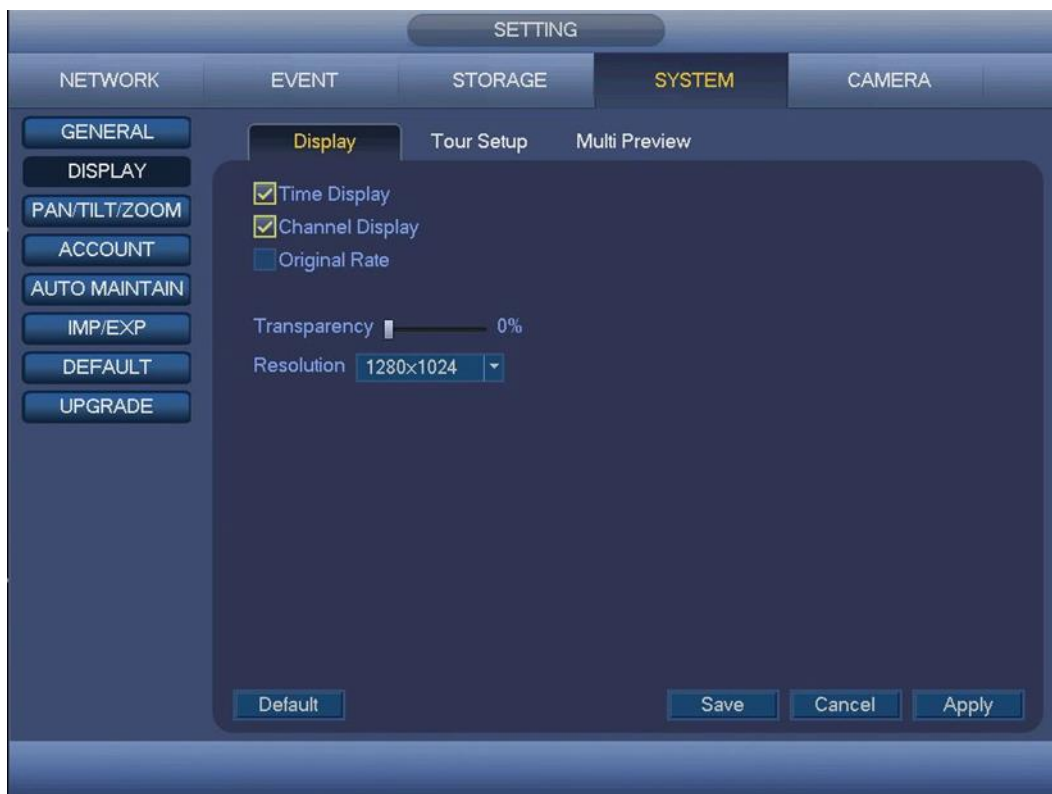 SETTING
NETWORK EVENT STORAGE SYSTEM CAMERA
GENERAL
DISPLAY
PAN/TILT/ZOOM
ACCOUNT
AUTO MAINTAIN
IMP/EXP
DEFAULT
UPGRADE
Display Tour Setup Multi Preview
Time Display
Channel Display
Original Rate
Transparency 0%
Resolution 1280×1024
Default Save Cancel Apply